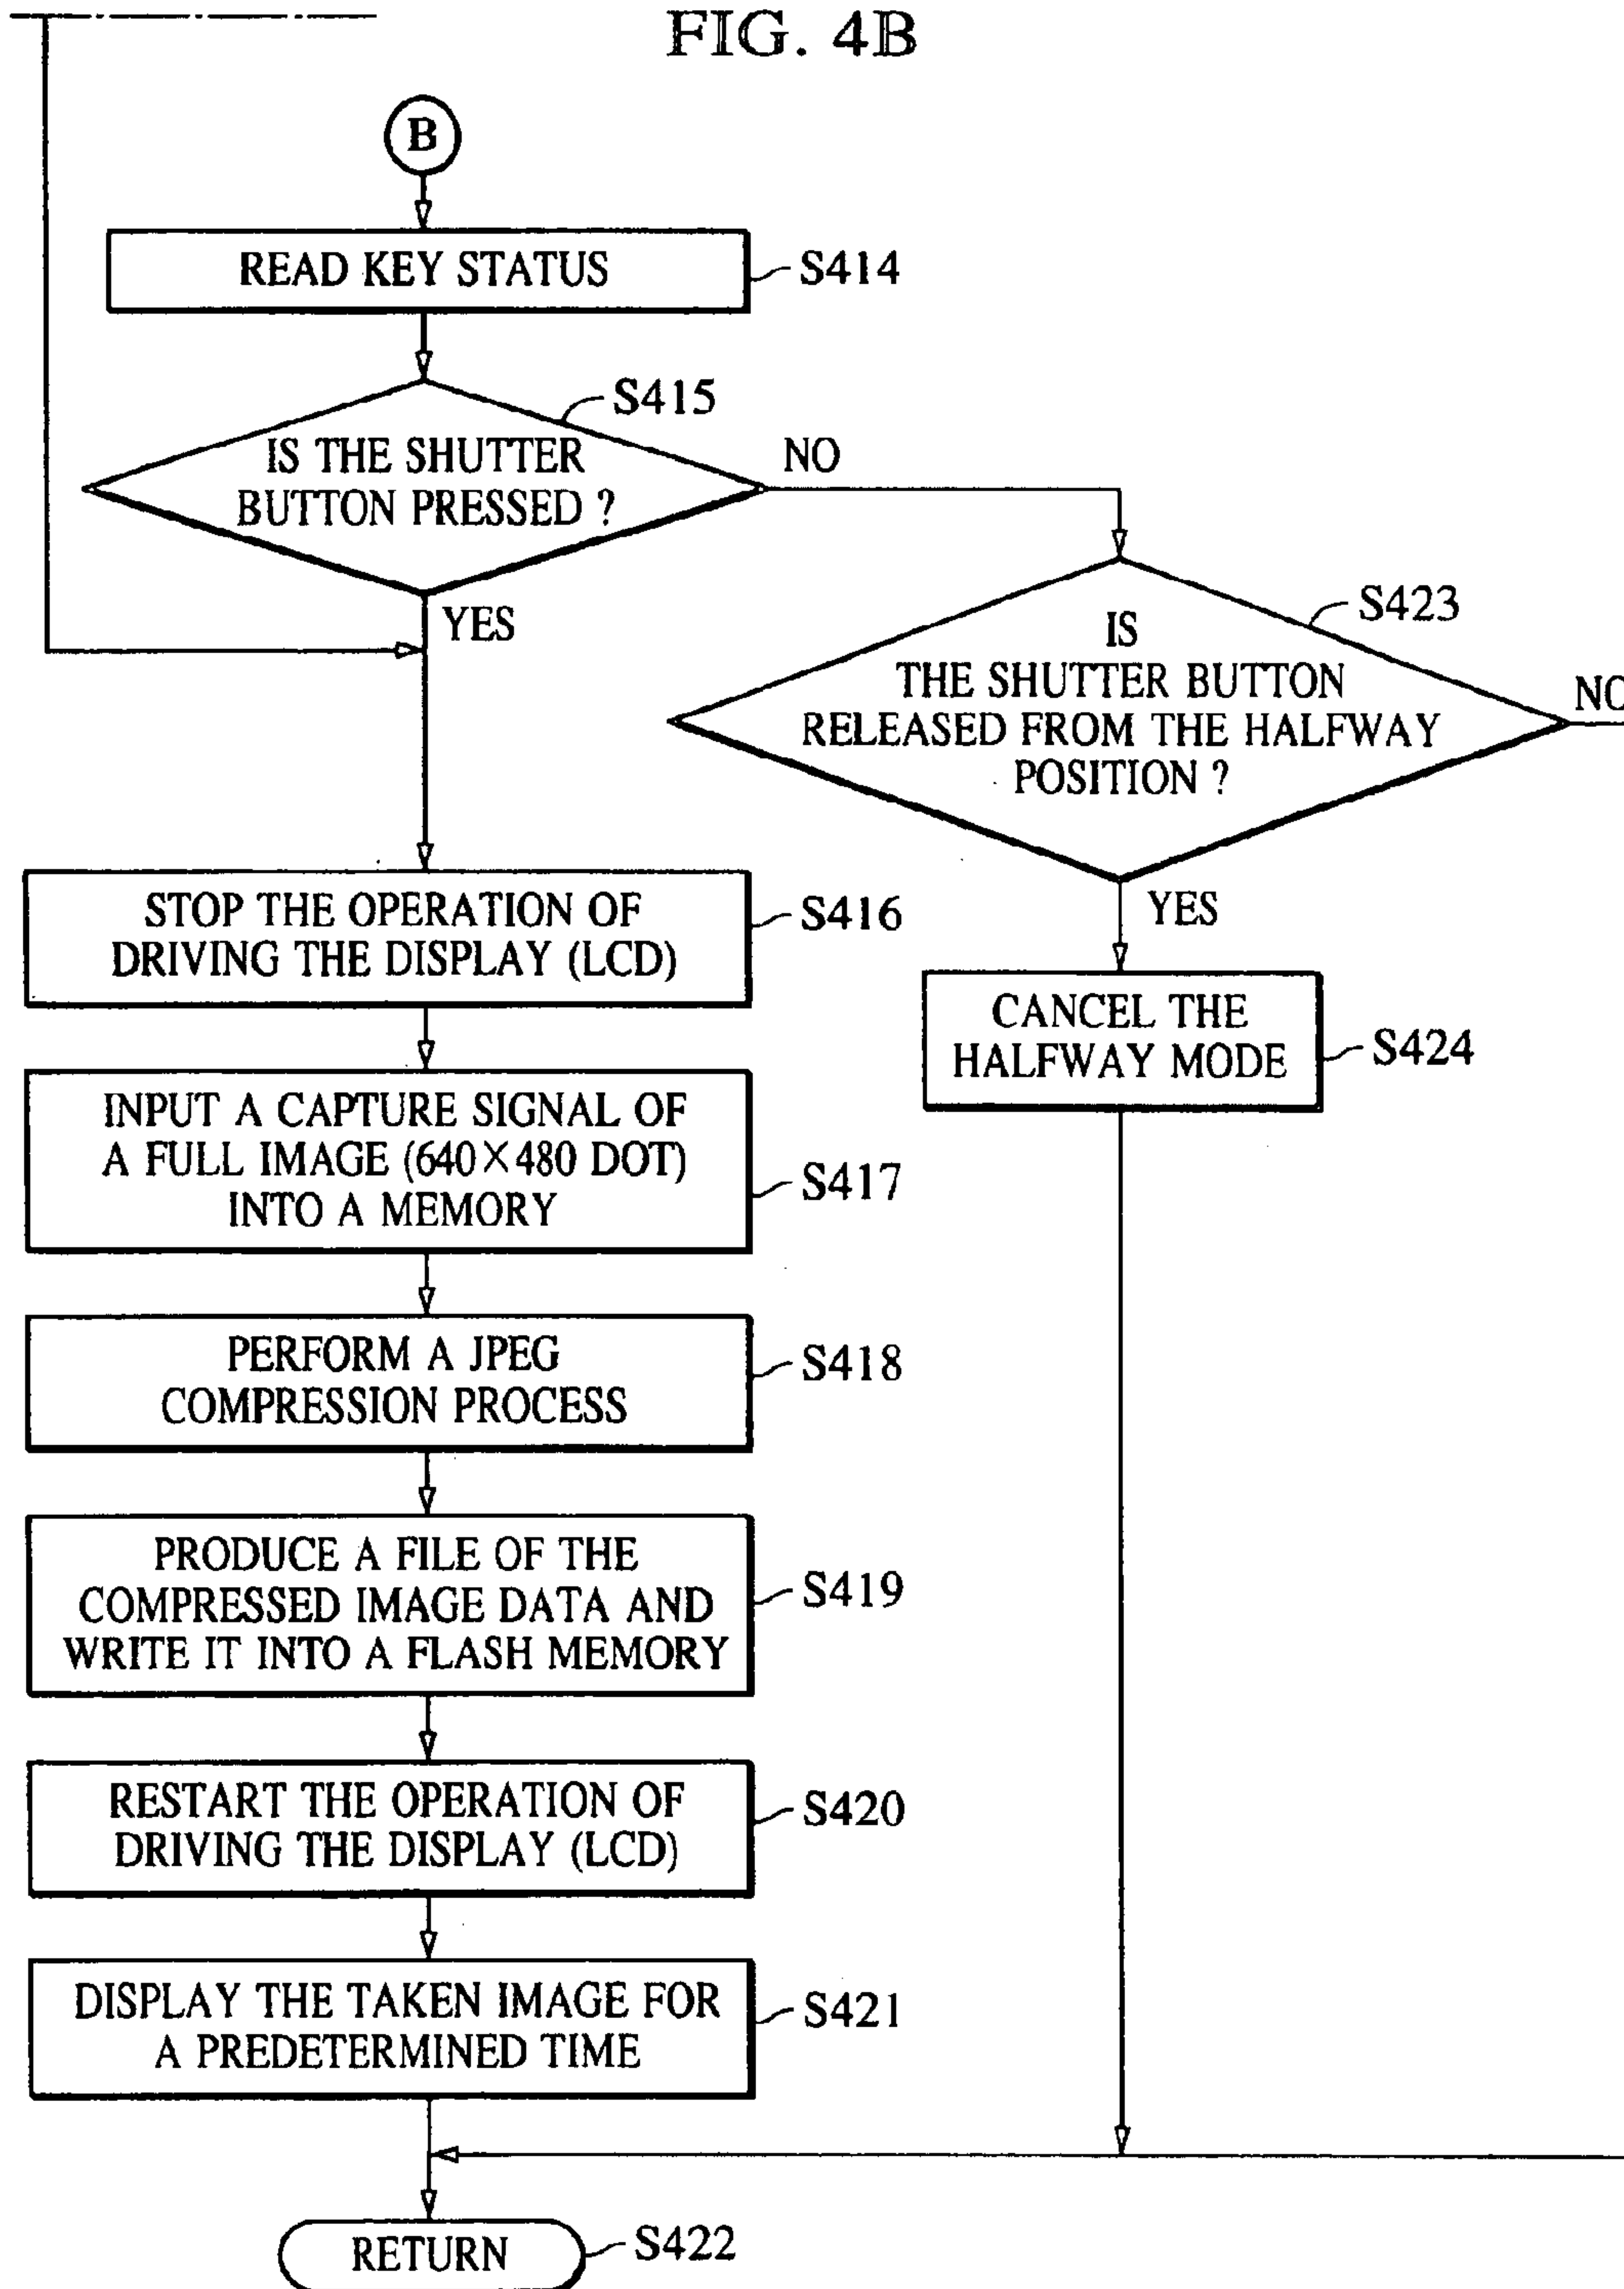 FIG. 4B
B
READ KEY STATUS
S414
S415
IS THE SHUTTER
BUTTON PRESSED ?
NO
YES
S423
IS
THE SHUTTER BUTTON
RELEASED FROM THE HALFWAY
POSITION ?
NO
YES
STOP THE OPERATION OF
DRIVING THE DISPLAY (LCD)
S416
CANCEL THE
HALFWAY MODE
S424
INPUT A CAPTURE SIGNAL OF
A FULL IMAGE (640×480 DOT)
INTO A MEMORY
S417
PERFORM A JPEG
COMPRESSION PROCESS
S418
PRODUCE A FILE OF THE
COMPRESSED IMAGE DATA AND
WRITE IT INTO A FLASH MEMORY
S419
RESTART THE OPERATION OF
DRIVING THE DISPLAY (LCD)
S420
DISPLAY THE TAKEN IMAGE FOR
A PREDETERMINED TIME
S421
RETURN
S422